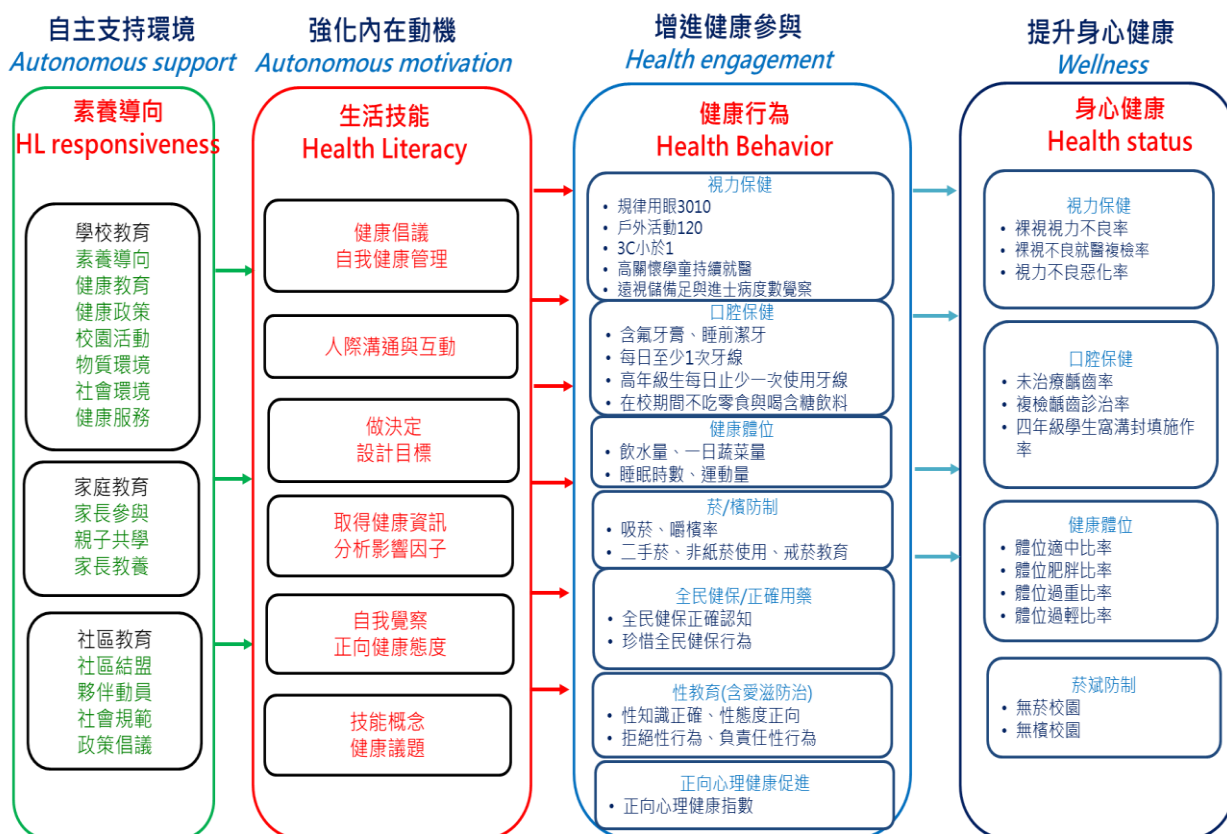 自主支持環境
Autonomous support
素養導向
HL responsiveness
學校教育
素養導向
健康教育
健康政策
校園活動
物質環境
社會環境
健康服務
家庭教育
家長參與
親子共學
家長教養
社區教育
社區結盟
夥伴動員
社會規範
政策倡議
強化內在動機
Autonomous motivation
生活技能
Health Literacy
健康倡議
自我健康管理
人際溝通與互動
做決定
設計目標
取得健康資訊
分析影響因子
自我覺察
正向健康態度
技能概念
健康議題
增進健康參與
Health engagement
健康行為
Health Behavior
視力保健
• 規律用眼3010
• 戶外活動120
• 3C小於1
• 高關懷學童持續就醫
• 遠視儲備足與進士病度數覺察
口腔保健
• 含氟牙膏、睡前潔牙
• 每日至少1次牙線
• 高年級生每日止少一次使用牙線
• 在校期間不吃零食與喝含糖飲料
健康體位
• 飲水量、一日蔬菜量
• 睡眠時數、運動量
菸/檳防制
• 吸菸、嚼檳率
• 二手菸、非紙菸使用、戒菸教育
全民健保/正確用藥
• 全民健保正確認知
• 珍惜全民健保行為
性教育(含愛滋防治)
• 性知識正確、性態度正向
• 拒絕性行為、負責任性行為
正向心理健康促進
• 正向心理健康指數
提升身心健康
Wellness
身心健康
Health status
視力保健
• 裸視視力不良率
• 裸視不良就醫複檢率
• 視力不良惡化率
口腔保健
• 未治療齲齒率
• 複檢齲齒診治率
• 四年級學生窩溝封填施作
率
健康體位
• 體位適中比率
• 體位肥胖比率
• 體位過重比率
• 體位過輕比率
菸斌防制
• 無菸校園
• 無檳校園